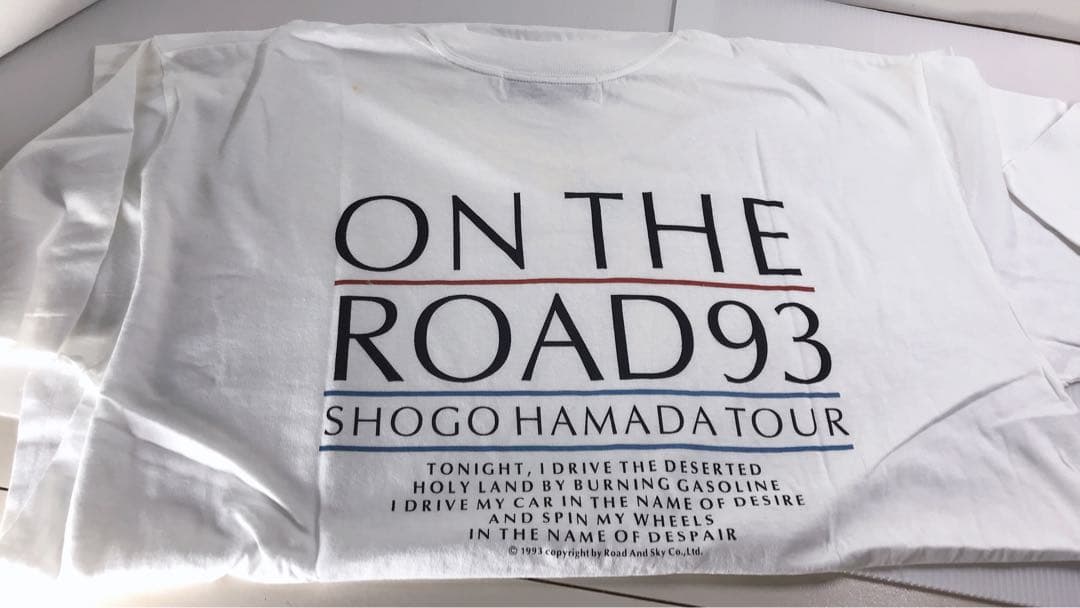 ON THE
ROAD93
SHOGO HAMADA TOUR
TONIGHT, I DRIVE THE DESERTED
HOLY LAND BY BURNING GASOLINE
I DRIVE MY CAR IN THE NAME OF DESIRE
AND SPIN MY WHEELS
IN THE NAME OF DESPAIR
© 1993 copyright by Road And Sky Co.,Ltd.